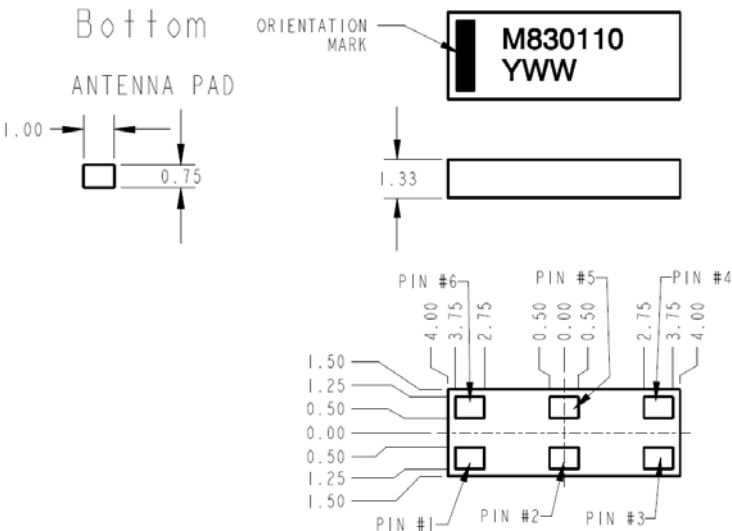 Bottom
ORIENTATION
MARK
M830110
YWW
ANTENNA PAD
1.00
0.75
1.33
PIN #6
PIN #5
PIN #4
4.00
3.75
2.75
0.50
0.00
0.50
2.75
3.75
4.00
1.50
1.25
0.50
0.00
0.50
1.25
1.50
PIN #1
PIN #2
PIN #3